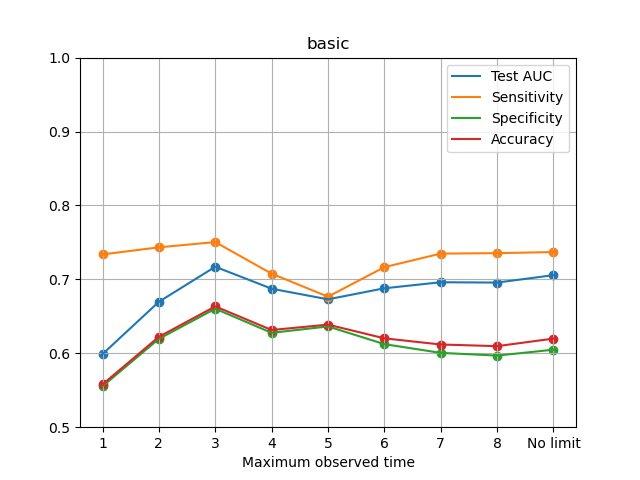 basic
1.0
0.9
0.8
0.7
0.6
0.5
Test AUC
Sensitivity
Specificity
Accuracy
1 2 3 4 5 6 7 8 No limit
Maximum observed time